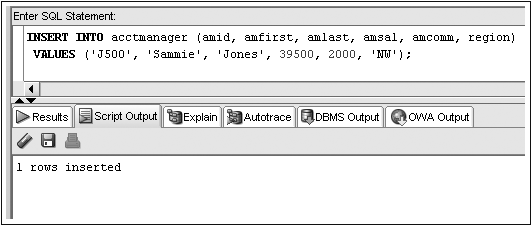 Enter SQL Statement:
INSERT INTO acctmanager (amid, amfirst, amlast, amsal, amcomm, region)
VALUES ('J500', 'Sammie', 'Jones', 39500, 2000, 'NW');
Results Script Output Explain Autotrace DBMS Output OWA Output
1 rows inserted